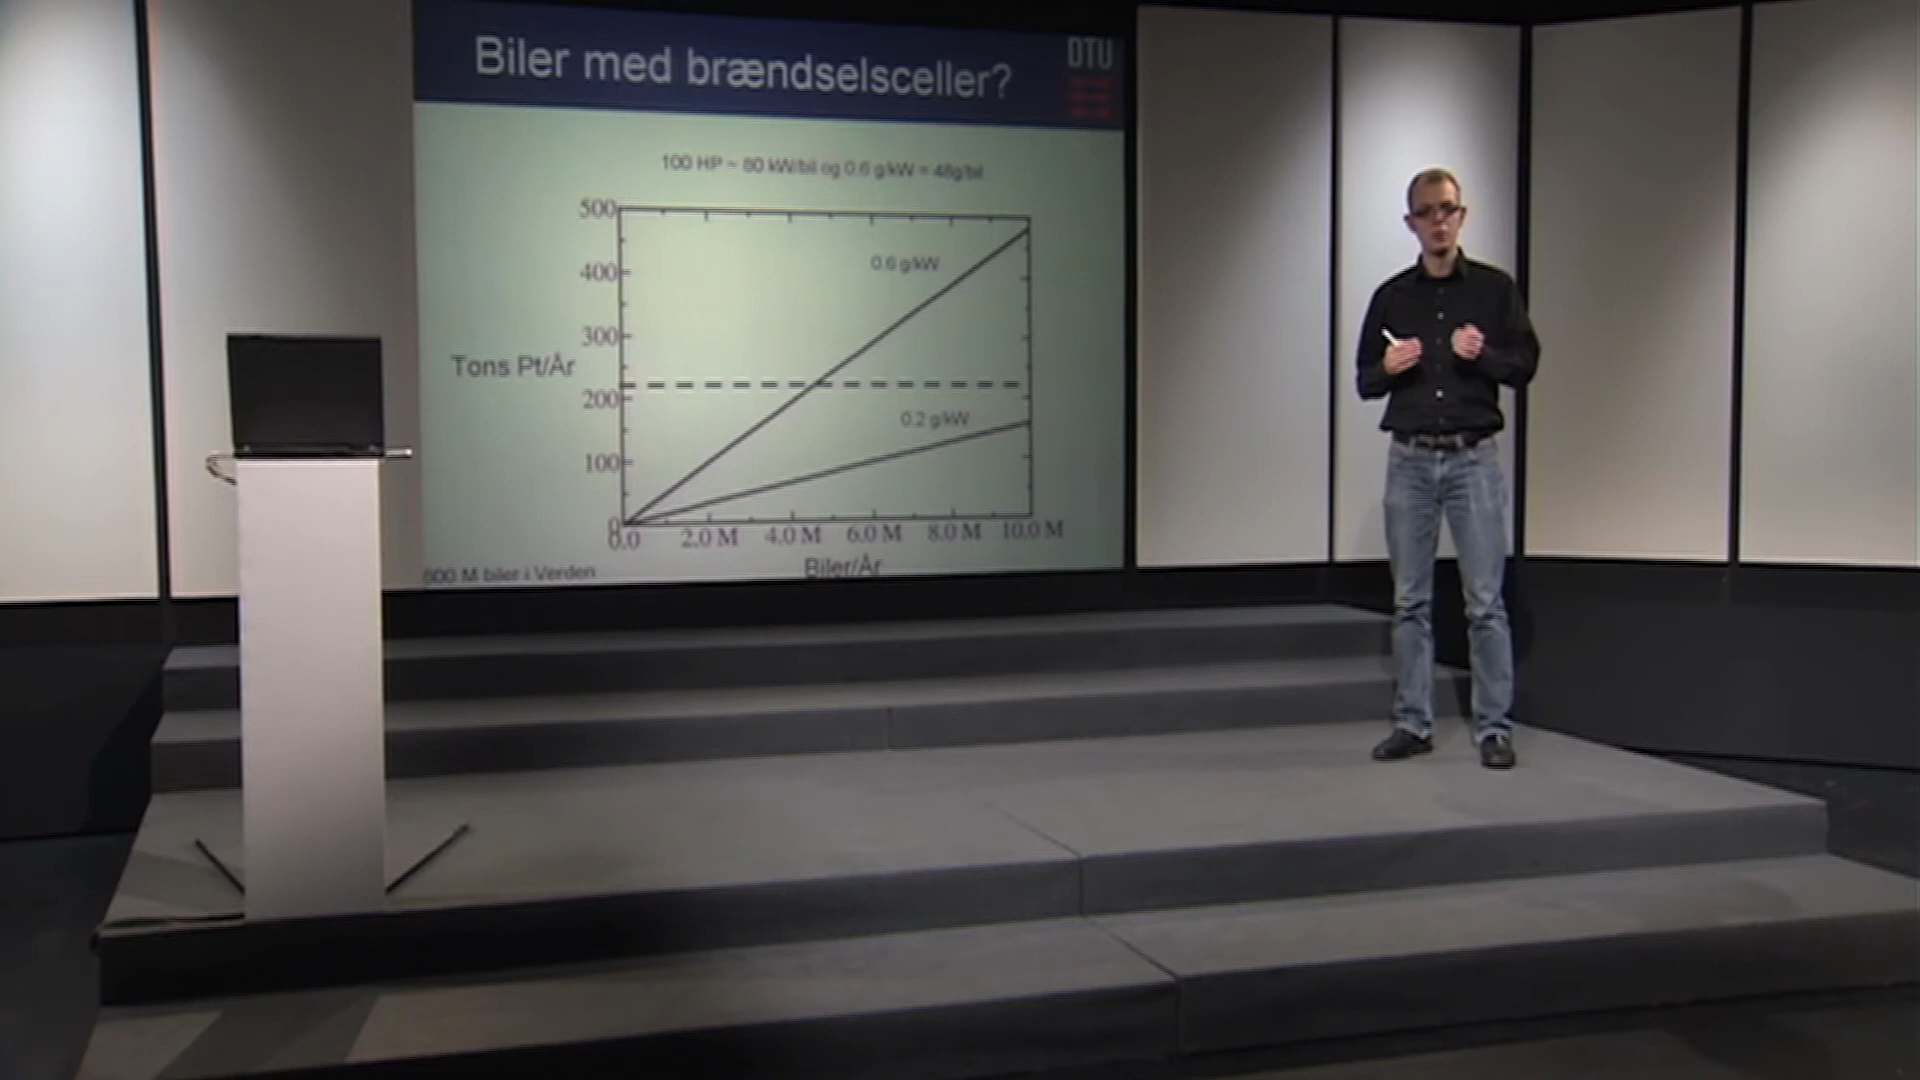 Biler med brændselsceller?
DTU
100 HP ~ 80 kW/bil og 0.6 g/kW = 48g/bil
500
400
300
200
100
0
Tons Pt/År
0.6 g/kW
0.2 g/kW
0.0 2.0 M 4.0 M 6.0 M 8.0 M 10.0 M
Biler/År
M biler i Verden